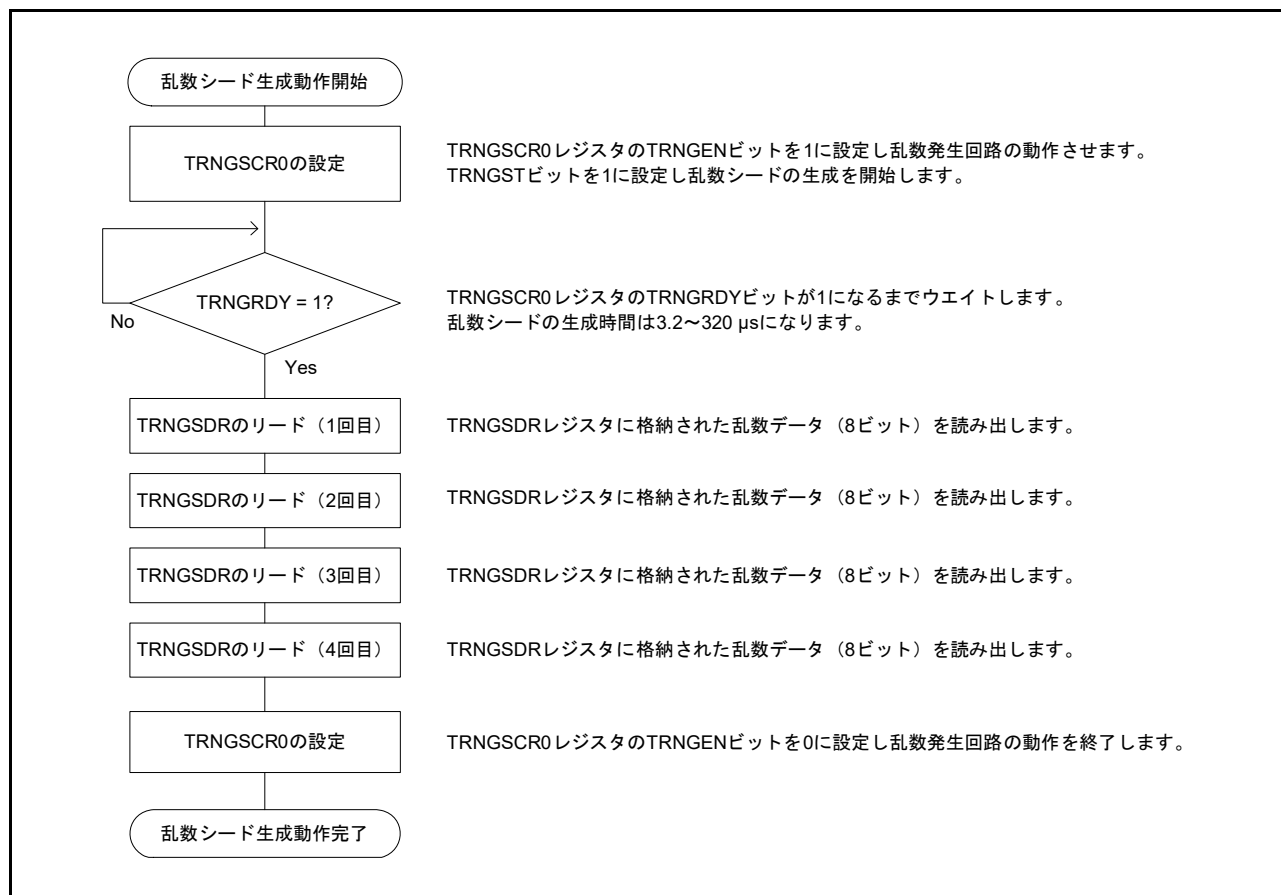 乱数シード生成動作開始
TRNGSCR0の設定
TRNGSCR0レジスタのTRNGENビットを1に設定し乱数発生回路の動作させます。
TRNGSTビットを1に設定し乱数シードの生成を開始します。
TRNGRDY = 1?
No
Yes
TRNGSCR0レジスタのTRNGRDYビットが1になるまでウエイトします。
乱数シードの生成時間は3.2～320 µsになります。
TRNGSDRのリード（1回目）
TRNGSDRレジスタに格納された乱数データ（8ビット）を読み出します。
TRNGSDRのリード（2回目）
TRNGSDRレジスタに格納された乱数データ（8ビット）を読み出します。
TRNGSDRのリード（3回目）
TRNGSDRレジスタに格納された乱数データ（8ビット）を読み出します。
TRNGSDRのリード（4回目）
TRNGSDRレジスタに格納された乱数データ（8ビット）を読み出します。
TRNGSCR0の設定
TRNGSCR0レジスタのTRNGENビットを0に設定し乱数発生回路の動作を終了します。
乱数シード生成動作完了